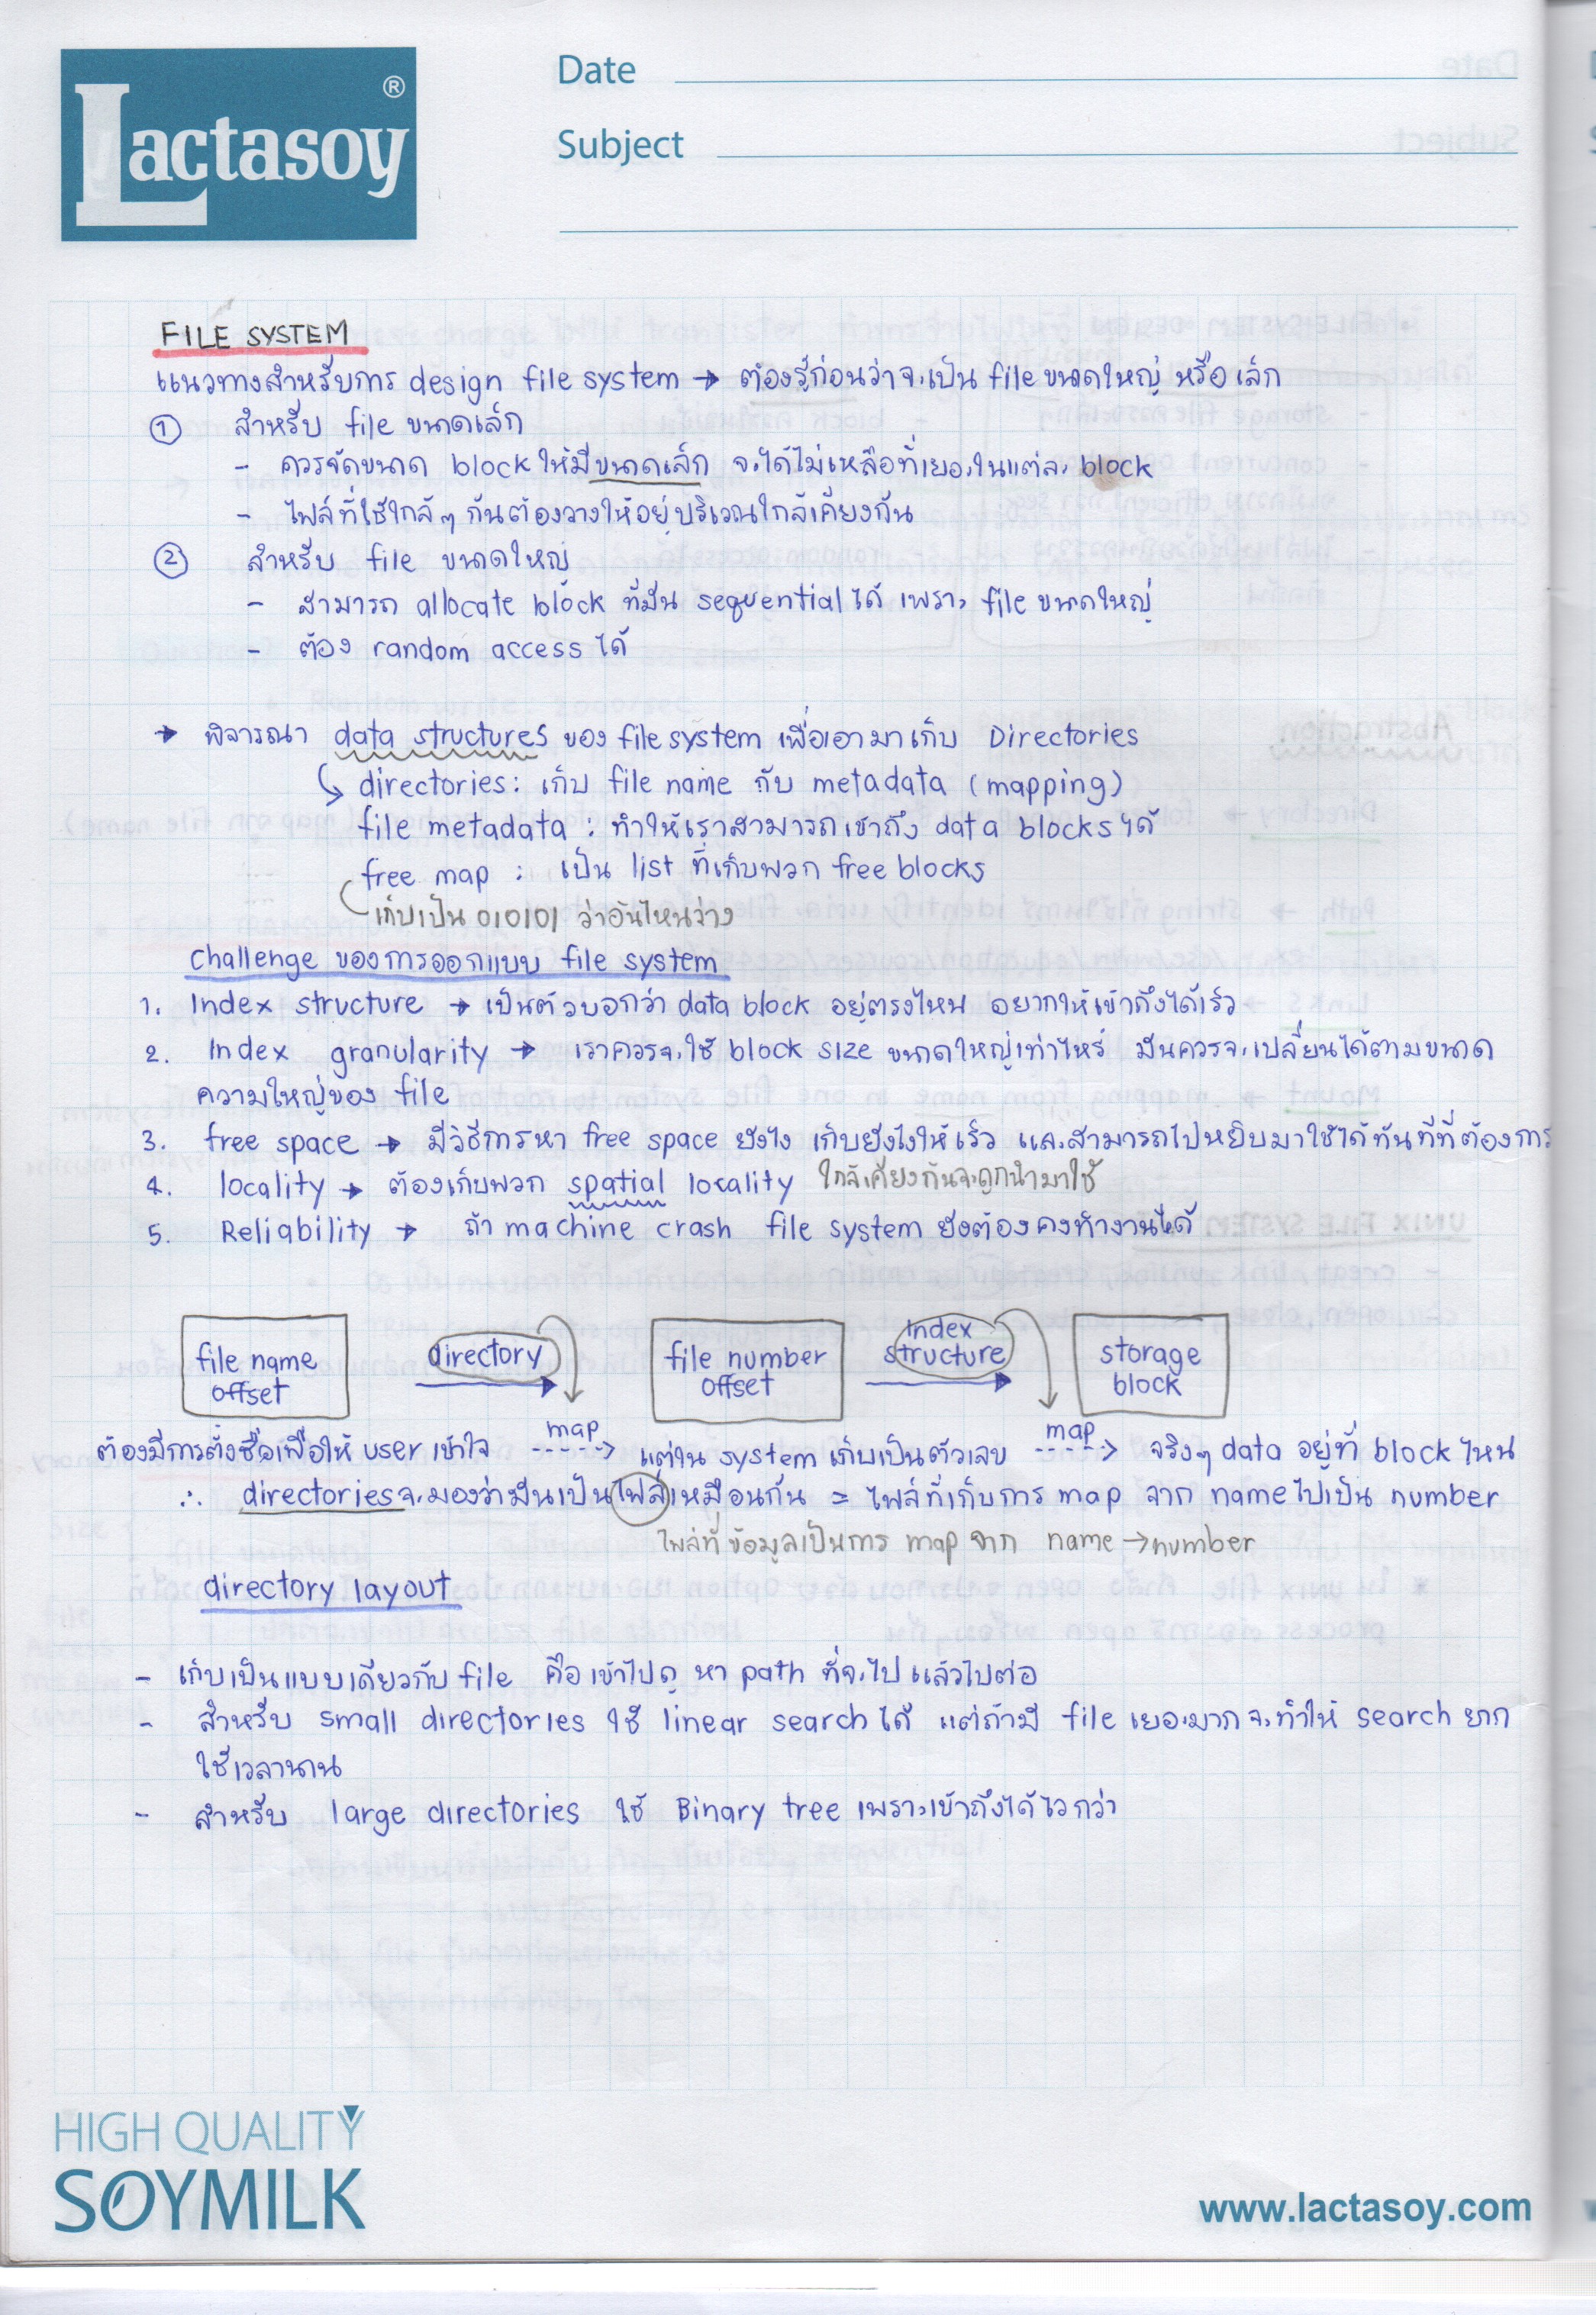 Lactasoy ®
Date
Subject
FILE SYSTEM
แนวทางสำหรับการ design file system → ต้องรู้ก่อนว่าจะเป็น file ขนาดใหญ่ หรือ เล็ก
① สำหรับ file ขนาดเล็ก
- ควรจัดขนาด block ให้มีขนาดเล็ก จะได้ไม่เหลือที่เยอะในแต่ละ block
- ไฟล์ที่ใช้ใกล้ๆ กันต้องวางให้อยู่บริเวณใกล้เคียงกัน
② สำหรับ file ขนาดใหญ่
- สามารถ allocate block ที่มัน sequential ได้ เพราะ file ขนาดใหญ่
- ต้อง random access ได้
→ พิจารณา data structures ของ file system เพื่อเอามาเก็บ Directories
directories: เก็บ file name กับ metadata (mapping)
file metadata : ทำให้เราสามารถเข้าถึง data blocks ได้
free map : เป็น list ที่เก็บพวก free blocks
เก็บเป็น 010101 ว่าอันไหนว่าง
Challenge ของการออกแบบ file system
1. Index structure → เป็นตัวบอกว่า data block อยู่ตรงไหน อยากให้เข้าถึงได้เร็ว
2. Index granularity → เราควรจะใช้ block size ขนาดใหญ่เท่าไหร่ มันควรจะเปลี่ยนได้ตามขนาด
ความใหญ่ของ file
3. free space → มีวิธีการหา free space ยังไง เก็บยังไงให้เร็ว และสามารถไปหยิบมาใช้ได้ทันทีที่ต้องการ
4. locality → ต้องเก็บพวก spatial locality ใกล้เคียงกันจะถูกนำมาใช้
5. Reliability → ถ้า machine crash file system ยังต้องคงทำงานได้
file name
offset
directory
file number
offset
Index
structure
storage
block
ต้องมีการตั้งชื่อเพื่อให้ user เข้าใจ map แต่ใน system เก็บเป็นตัวเลข map จริงๆ data อยู่ที่ block ไหน
∴ directories จะมองว่ามันเป็นไฟล์เหมือนกัน = ไฟล์ที่เก็บการ map จาก name ไปเป็น number
ไฟล์ที่ข้อมูลเป็นการ map จาก name → number
directory layout
- เก็บเป็นแบบเดียวกับ file คือ เข้าไปดู หา path ที่จะไป แล้วไปต่อ
- สำหรับ small directories ใช้ linear search ได้ แต่ถ้ามี file เยอะมาก จะทำให้ search ยาก
ใช้เวลานาน
- สำหรับ large directories ใช้ Binary tree เพราะเข้าถึงได้ไวกว่า
HIGH QUALITY
SOYMILK
www.lactasoy.com